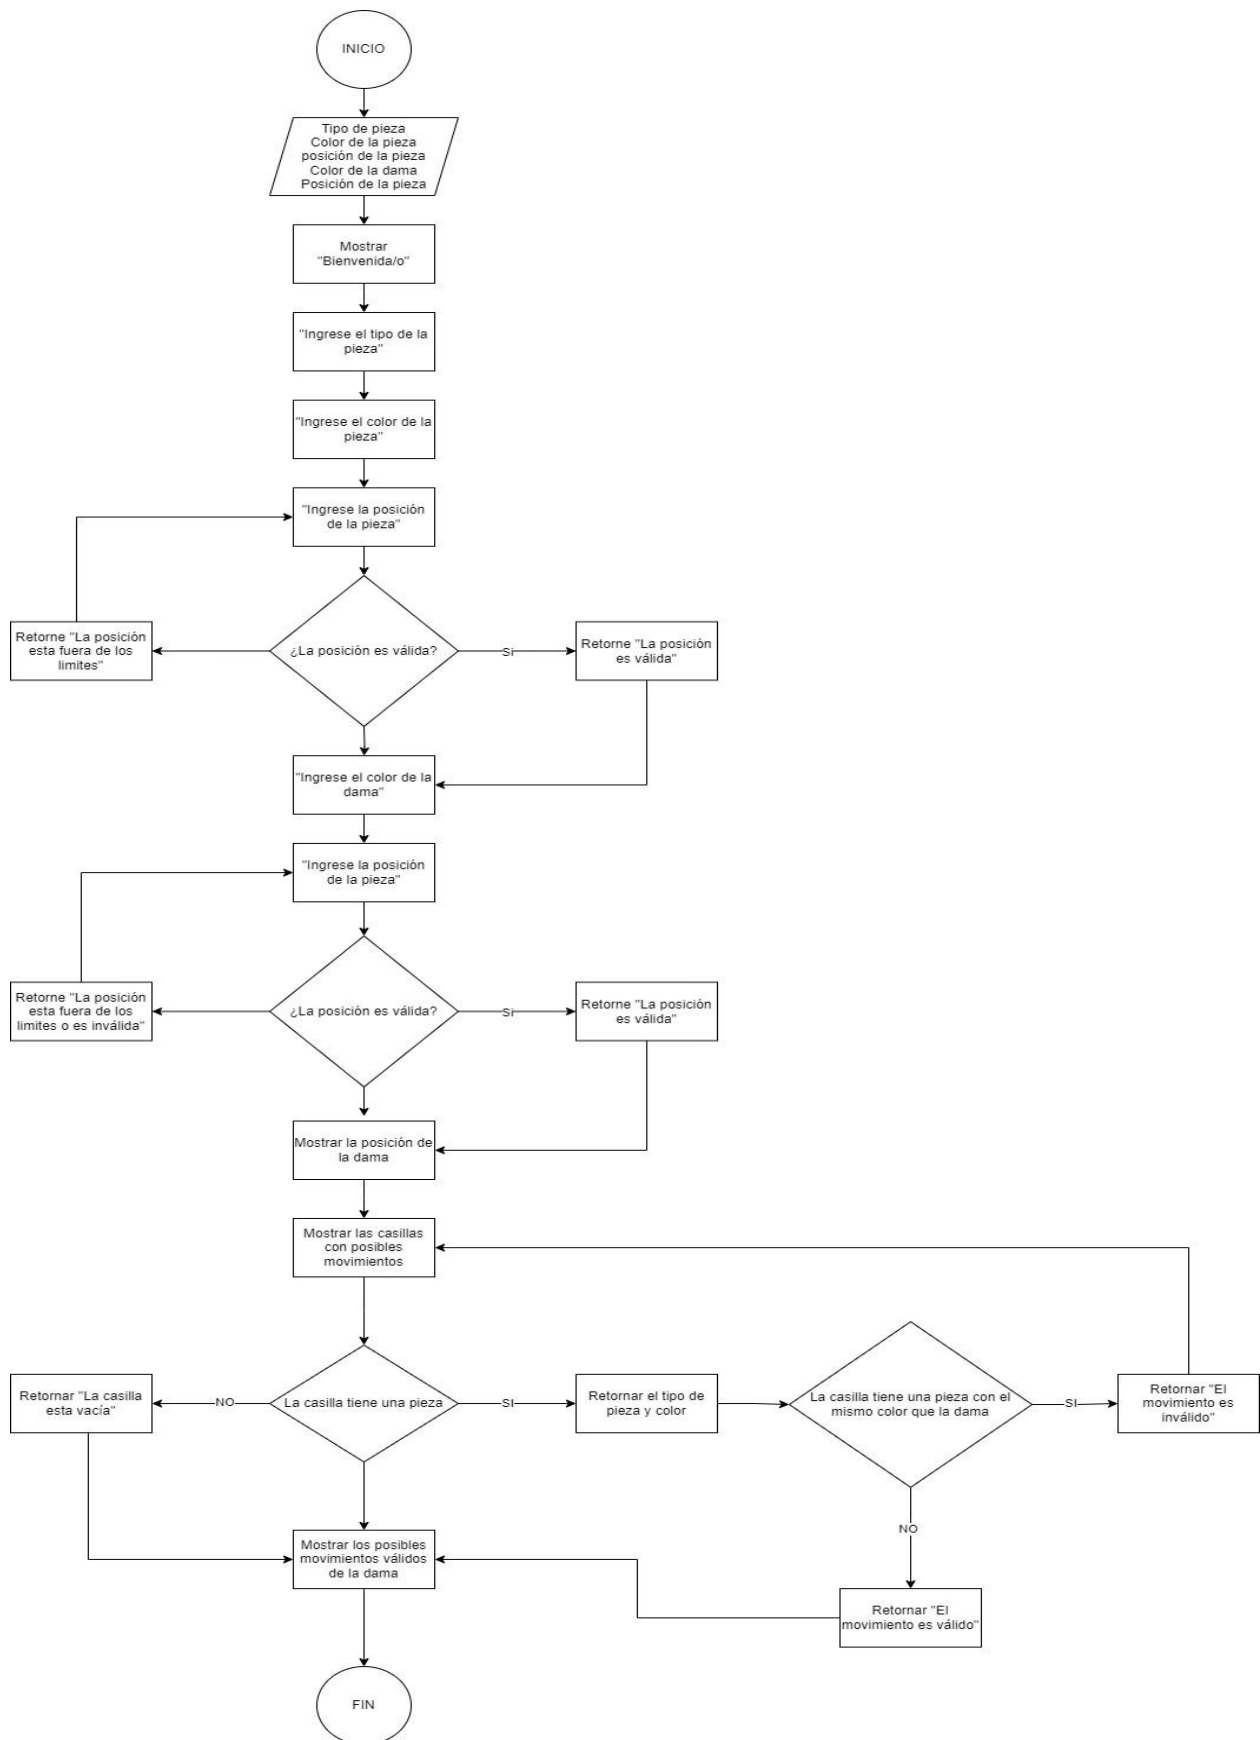 INICIO
Tipo de pieza
Color de la pieza
posición de la pieza
Color de la dama
Posición de la pieza
Mostrar
"Bienvenida/o"
"Ingrese el tipo de la
pieza"
"Ingrese el color de la
pieza"
"Ingrese la posición
de la pieza"
Retorne "La posición
esta fuera de los
limites"
¿La posición es válida?
Si
Retorne "La posición
es válida"
"Ingrese el color de la
dama"
"Ingrese la posición
de la pieza"
Retorne "La posición
esta fuera de los
limites o es inválida"
¿La posición es válida?
Si
Retorne "La posición
es válida"
Mostrar la posición de
la dama
Mostrar las casillas
con posibles
movimientos
Retornar "La casilla
esta vacía"
NO
La casilla tiene una pieza
SI
Retornar el tipo de
pieza y color
La casilla tiene una pieza con el
mismo color que la dama
SI
Retornar "El
movimiento es
inválido"
NO
Mostrar los posibles
movimientos válidos
de la dama
Retornar "El
movimiento es válido"
FIN